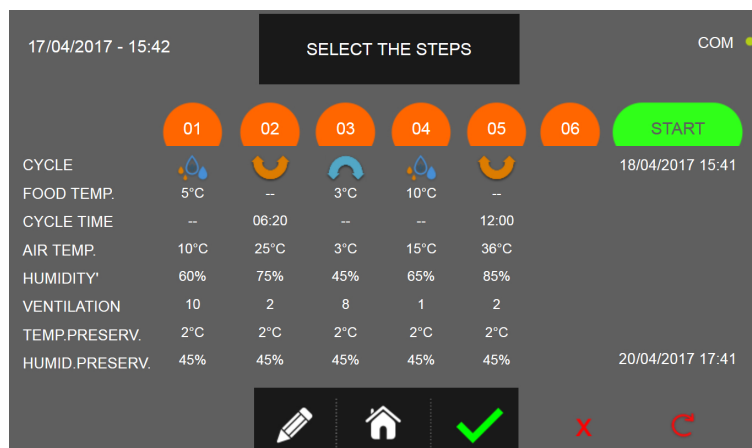 17/04/2017 - 15:42 SELECT THE STEPS COM
01 02 03 04 05 06 START
CYCLE 18/04/2017 15:41
FOOD TEMP. 5°C -- 3°C 10°C --
CYCLE TIME -- 06:20 -- -- 12:00
AIR TEMP. 10°C 25°C 3°C 15°C 36°C
HUMIDITY' 60% 75% 45% 65% 85%
VENTILATION 10 2 8 1 2
TEMP.PRESERV. 2°C 2°C 2°C 2°C 2°C
HUMID.PRESERV. 45% 45% 45% 45% 45% 20/04/2017 17:41
X